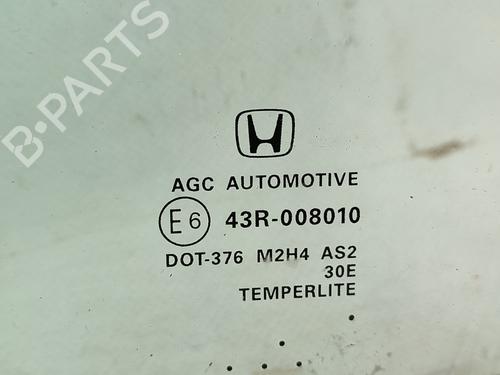 B-PARTS
AGC AUTOMOTIVE
E6 43R-008010
DOT-376 M2H4 AS2
30E
TEMPERLITE